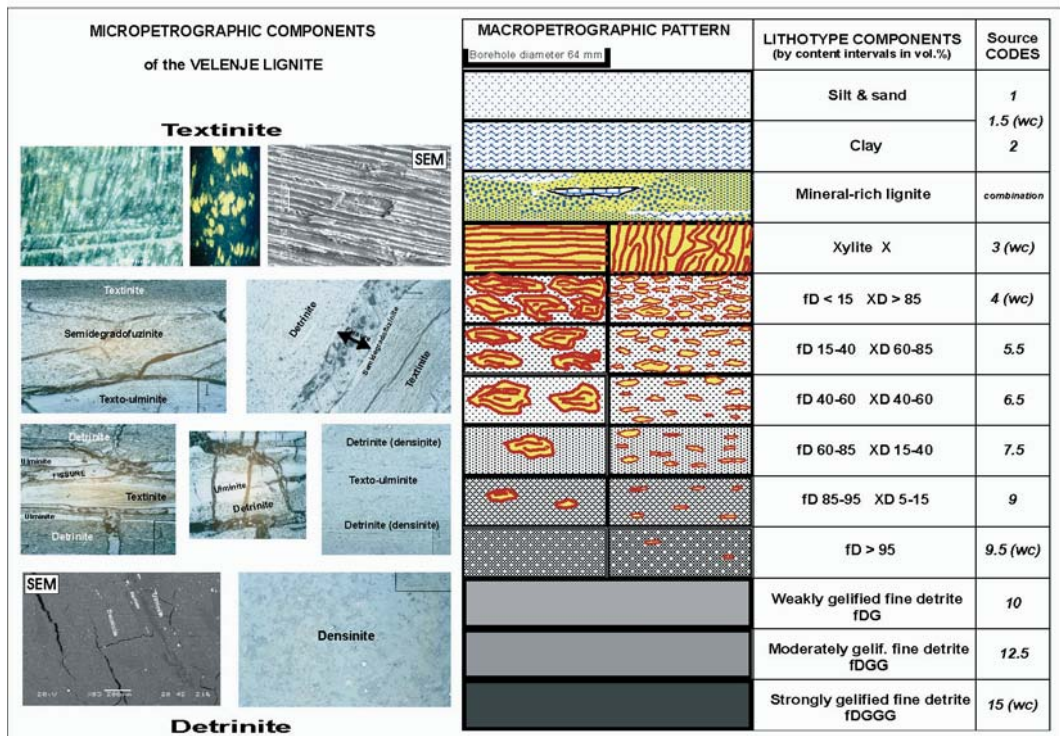 MICROPETROGRAPHIC COMPONENTS
of the VELENJE LIGNITE
Textinite
SEM
Textinite
Semidegradofuzinite
Texto-ulminite
Detrinite
Semidegradofuzinite
Textinite
Detrinite
Ulminite
FISSURE
Textinite
Ulminite
Detrinite
Ulminite
Detrinite
Detrinite (densinite)
Texto-ulminite
Detrinite (densinite)
SEM
Densinite
Detrinite
MACROPETROGRAPHIC PATTERN
Borehole diameter 64 mm
LITHOTYPE COMPONENTS
(by content intervals in vol.%)
Source
CODES
Silt & sand
1
1.5 (wc)
Clay
2
Mineral-rich lignite
combination
Xylite X
3 (wc)
fD < 15 XD > 85
4 (wc)
fD 15-40 XD 60-85
5.5
fD 40-60 XD 40-60
6.5
fD 60-85 XD 15-40
7.5
fD 85-95 XD 5-15
9
fD > 95
9.5 (wc)
Weakly gelified fine detrite
fDG
10
Moderately gelif. fine detrite
fDGG
12.5
Strongly gelified fine detrite
fDGGG
15 (wc)